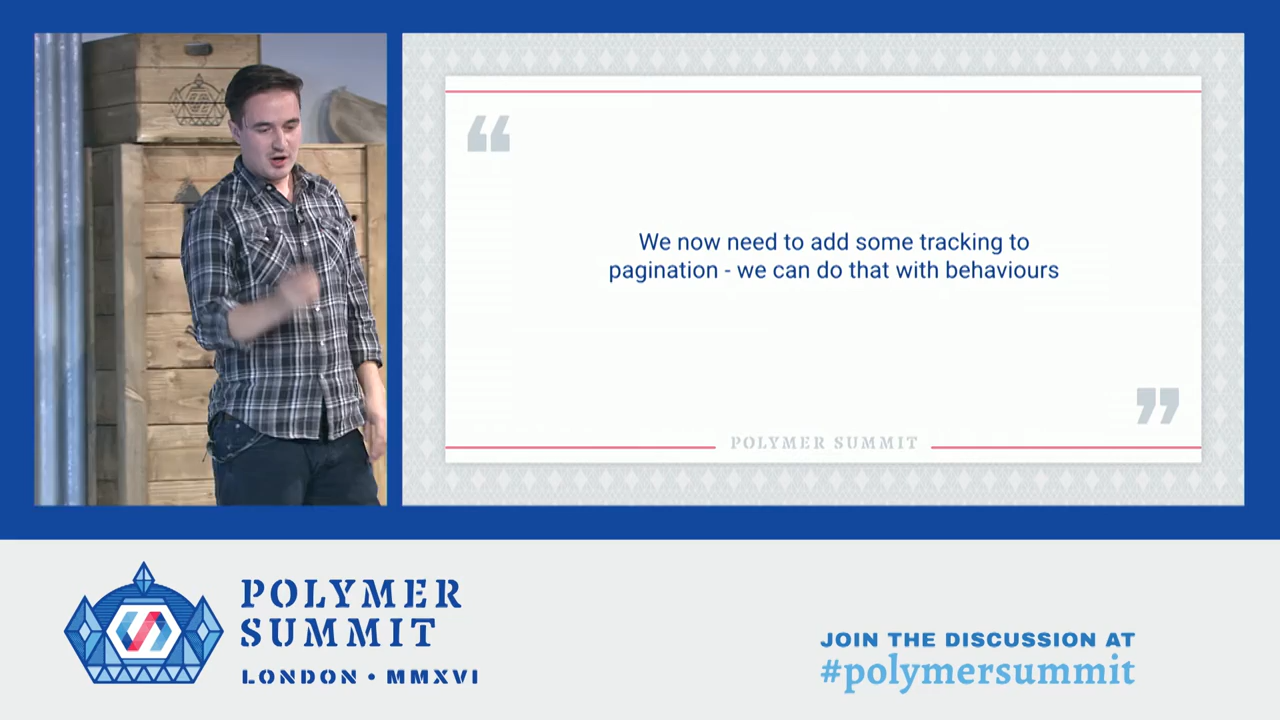 “
We now need to add some tracking to
pagination - we can do that with behaviours
”
POLYMER SUMMIT
POLYMER
SUMMIT
LONDON • MMXVI
JOIN THE DISCUSSION AT
#polymersummit